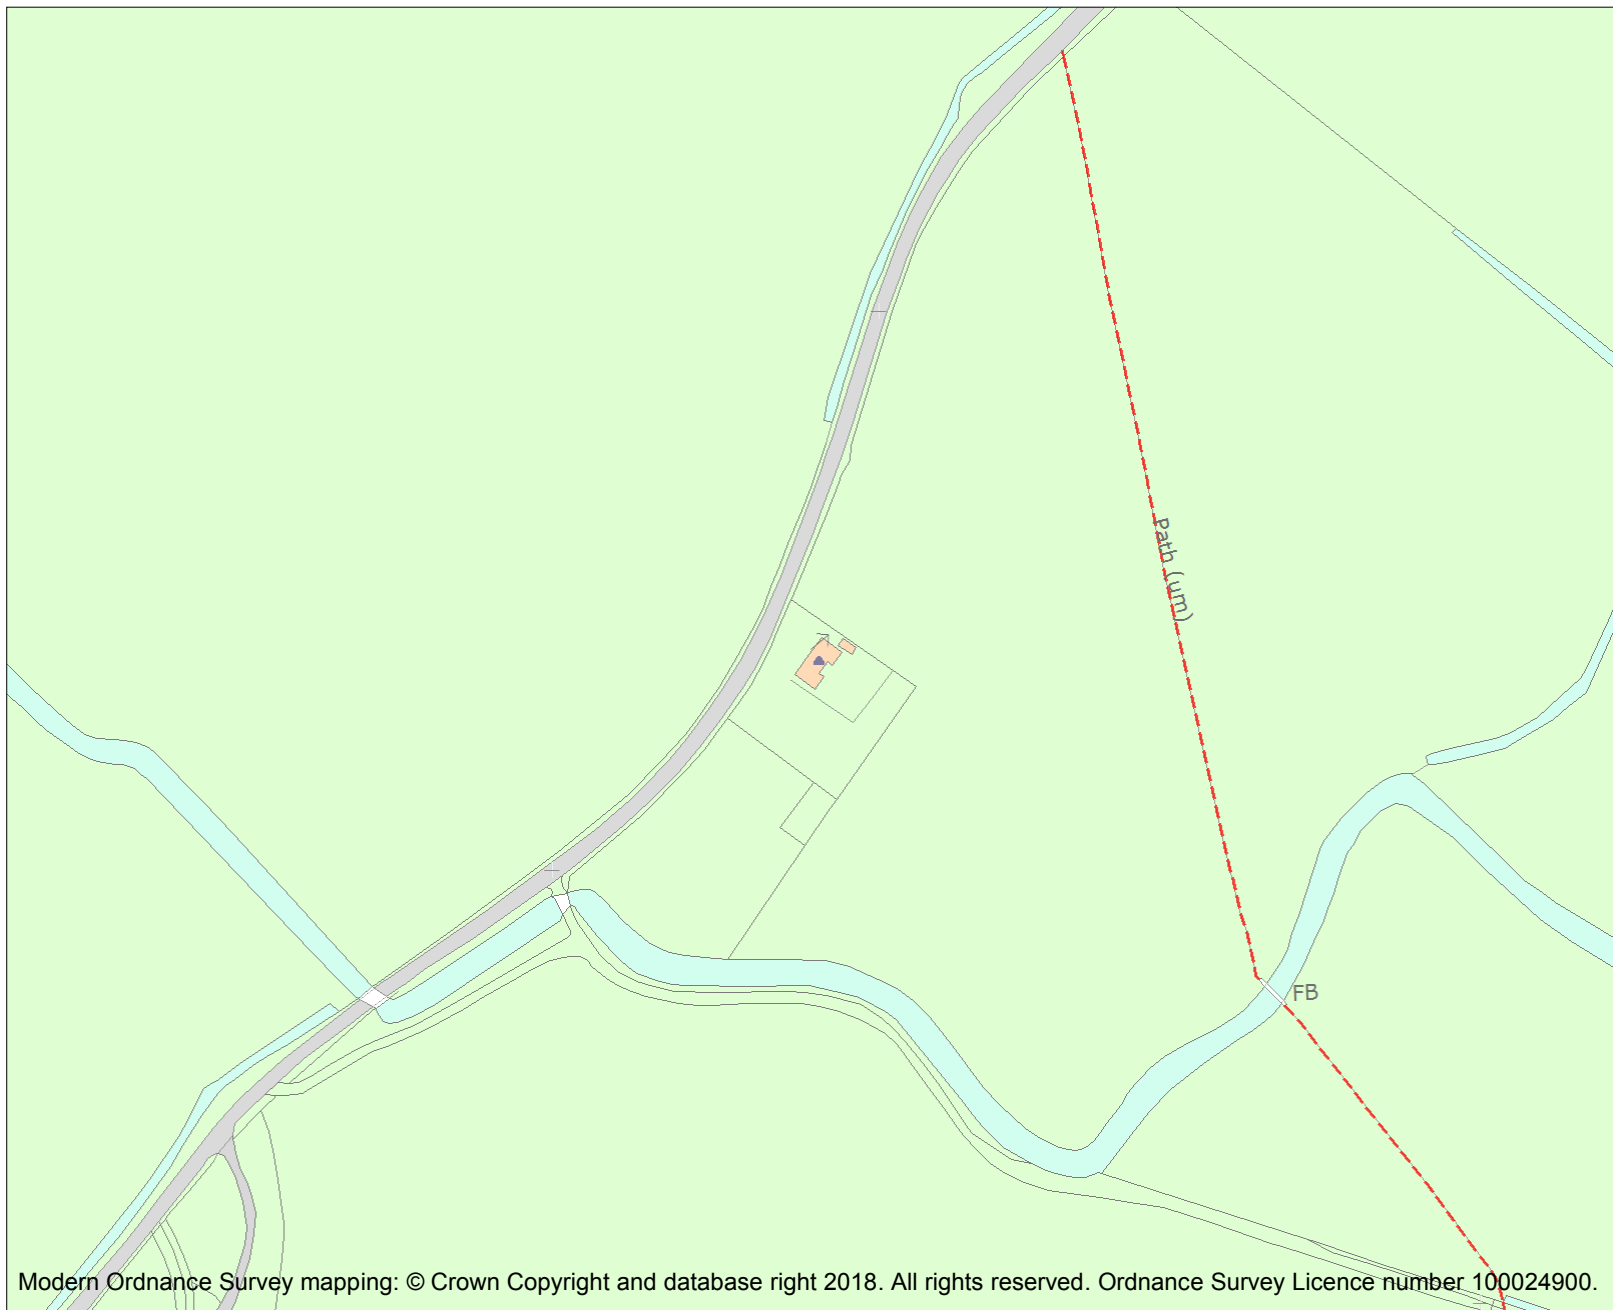 Path (um)
FB
Modern Ordnance Survey mapping: © Crown Copyright and database right 2018. All rights reserved. Ordnance Survey Licence number 100024900.